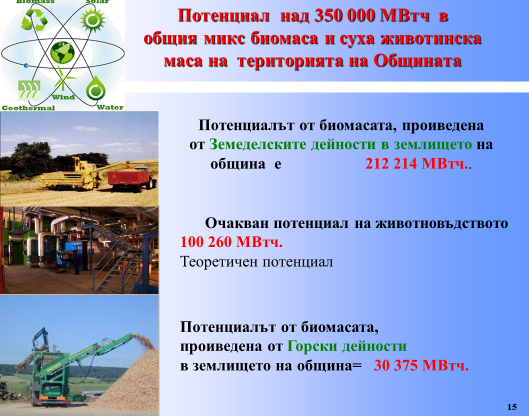 Biomass
Solar
Wind
Geothermal
Water
Потенциал над 350 000 МВтч в
общия микс биомаса и суха животинска
маса на територията на Общината
Потенциалът от биомасата, проиведена
от Земеделските дейности в землището на
община е 212 214 МВтч..
Очакван потенциал на животновъдството
100 260 МВтч.
Теоретичен потенциал
Потенциалът от биомасата,
проиведена от Горски дейности
в землището на община= 30 375 МВтч.
15